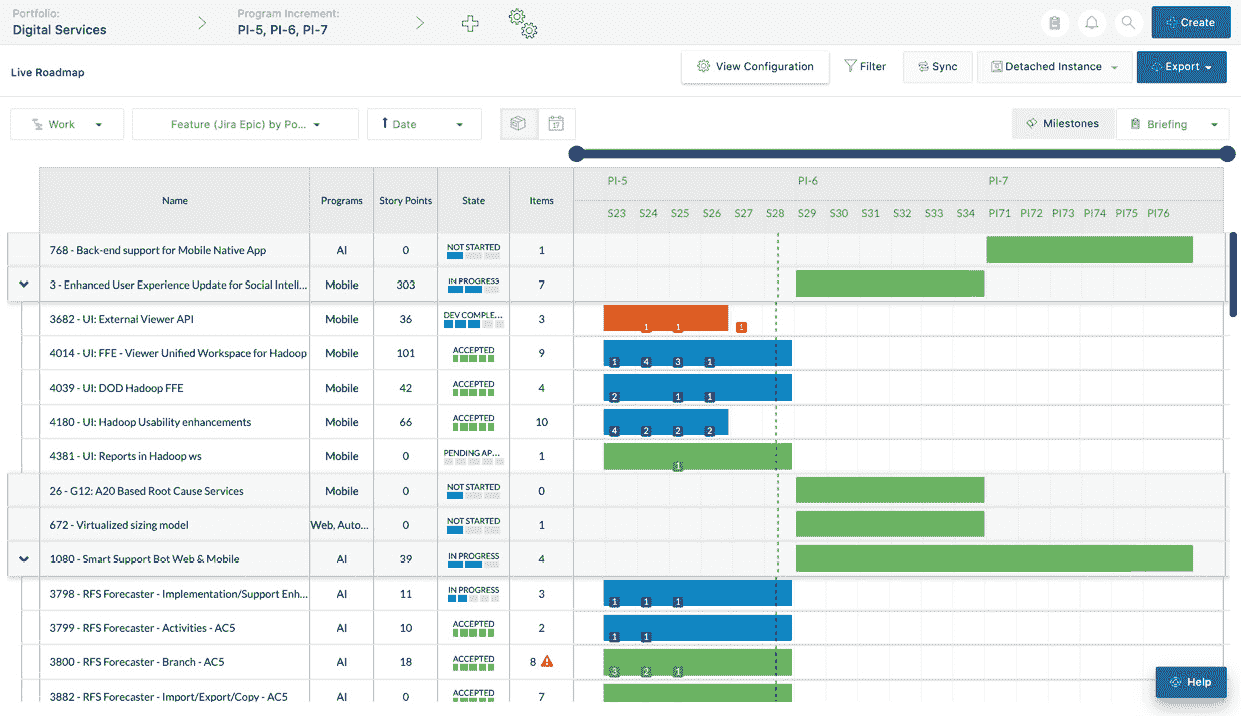 Portfolio: Program Increment:
Digital Services PI-5, PI-6, PI-7
Create
Live Roadmap View Configuration Filter Sync Detached Instance Export
Work Feature (Jira Epic) by Po... Date 17 Milestones Briefing
PI-5 PI-6 PI-7
Name Programs Story Points State Items
S23 S24 S25 S26 S27 S28 S29 S30 S31 S32 S33 S34 PI71 PI72 PI73 PI74 PI75 PI76
768 - Back-end support for Mobile Native App AI 0 NOT STARTED 1
3 - Enhanced User Experience Update for Social Intell... Mobile 303 IN PROGRESS 7
3682 - UI: External Viewer API Mobile 36 DEV COMPLE... 3 1 1 1
4014 - UI: FFE - Viewer Unified Workspace for Hadoop Mobile 101 ACCEPTED 9 1 4 3 1
4039 - UI: DOD Hadoop FFE Mobile 42 ACCEPTED 4 2 1 1
4180 - UI: Hadoop Usability enhancements Mobile 66 ACCEPTED 10 4 2 2 2
4381 - UI: Reports in Hadoop ws Mobile 0 PENDING AP... 1 1
26 - G12: A20 Based Root Cause Services Mobile 0 NOT STARTED 0
672 - Virtualized sizing model Web, Auto... 0 NOT STARTED 1
1080 - Smart Support Bot Web & Mobile AI 39 IN PROGRESS 4
3798 - RFS Forecaster - Implementation/Support Enh... AI 11 IN PROGRESS 3 1 1 1
3799 - RFS Forecaster - Activities - AC5 AI 10 ACCEPTED 2 1 1
3800 - RFS Forecaster - Branch - AC5 AI 18 ACCEPTED 8 3 2 1
Help
3882 - RFS Forecaster - Import/Export/Copy - AC5 AI 0 ACCEPTED 7